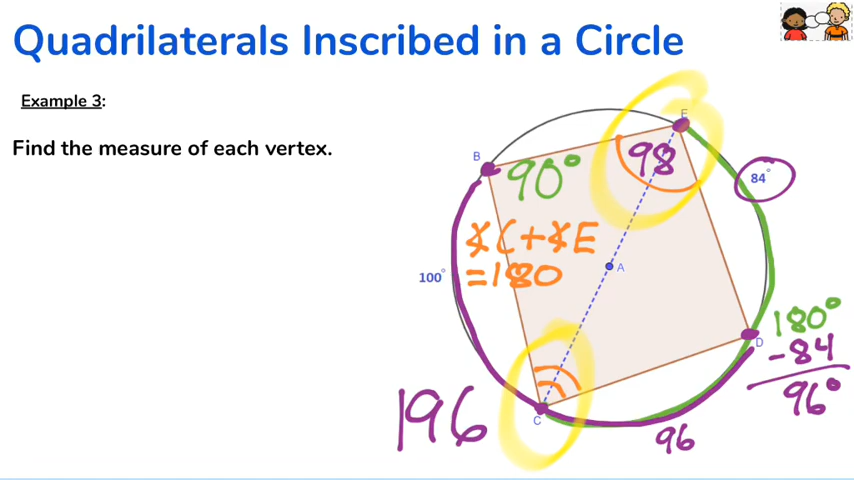 Quadrilaterals Inscribed in a Circle
Example 3:
Find the measure of each vertex.
E
B
90°
98
84°
∡C+∡E
=180
A
100°
180°
D
-84
96°
196
C
96